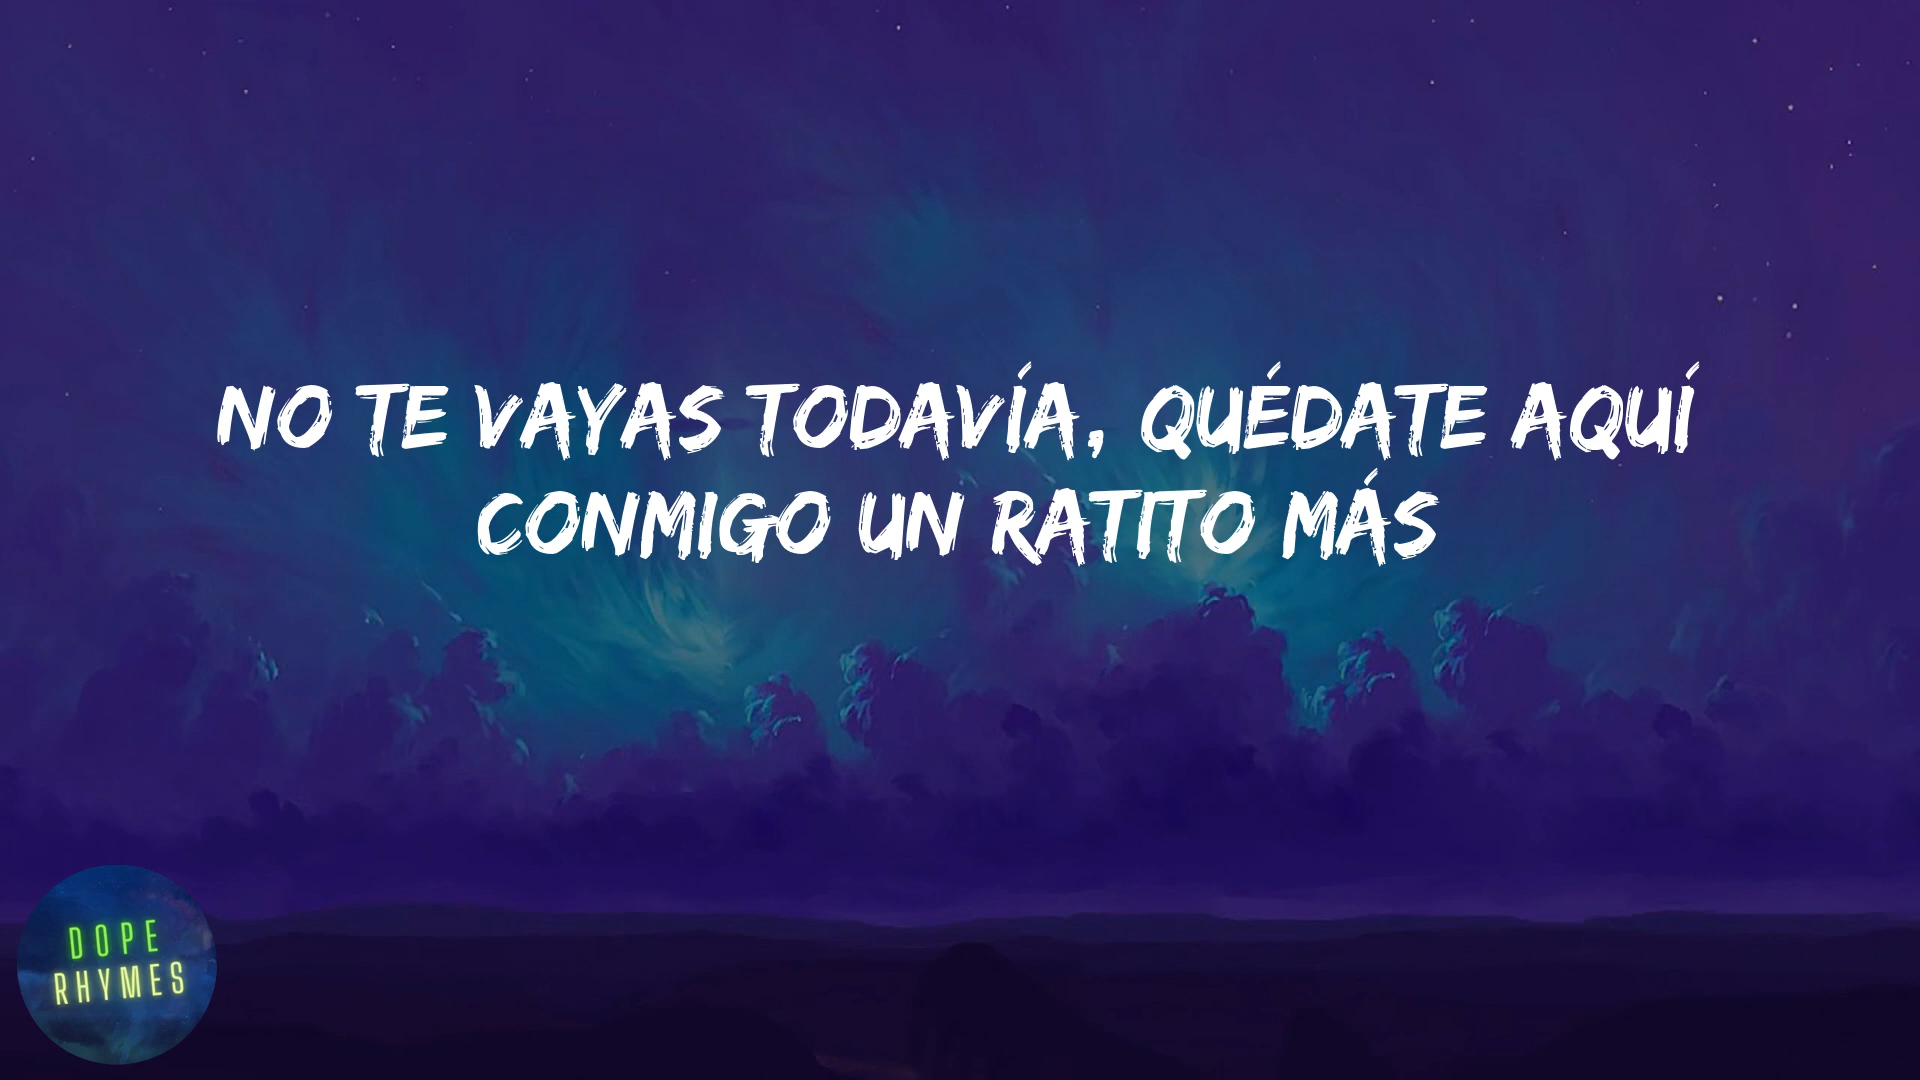 NO TE VAYAS TODAVÍA, QUÉDATE AQUÍ
CONMIGO UN RATITO MÁS
DOPE
RHYMES